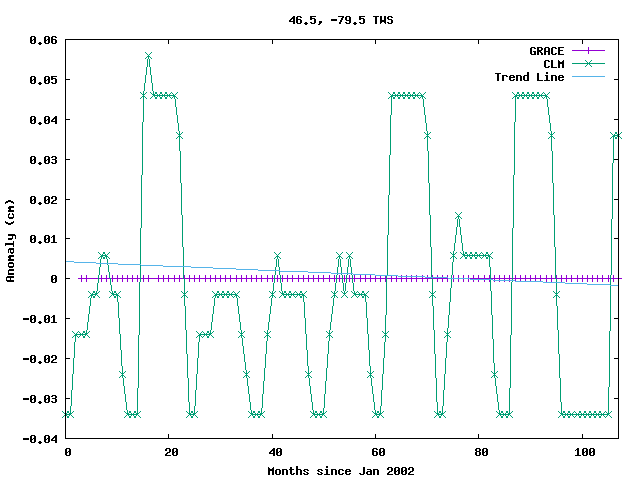 46.5, -79.5 TWS
GRACE
CLM
Trend Line
0.06
0.05
0.04
0.03
0.02
0.01
0
-0.01
-0.02
-0.03
-0.04
Anomaly (cm)
0 20 40 60 80 100
Months since Jan 2002